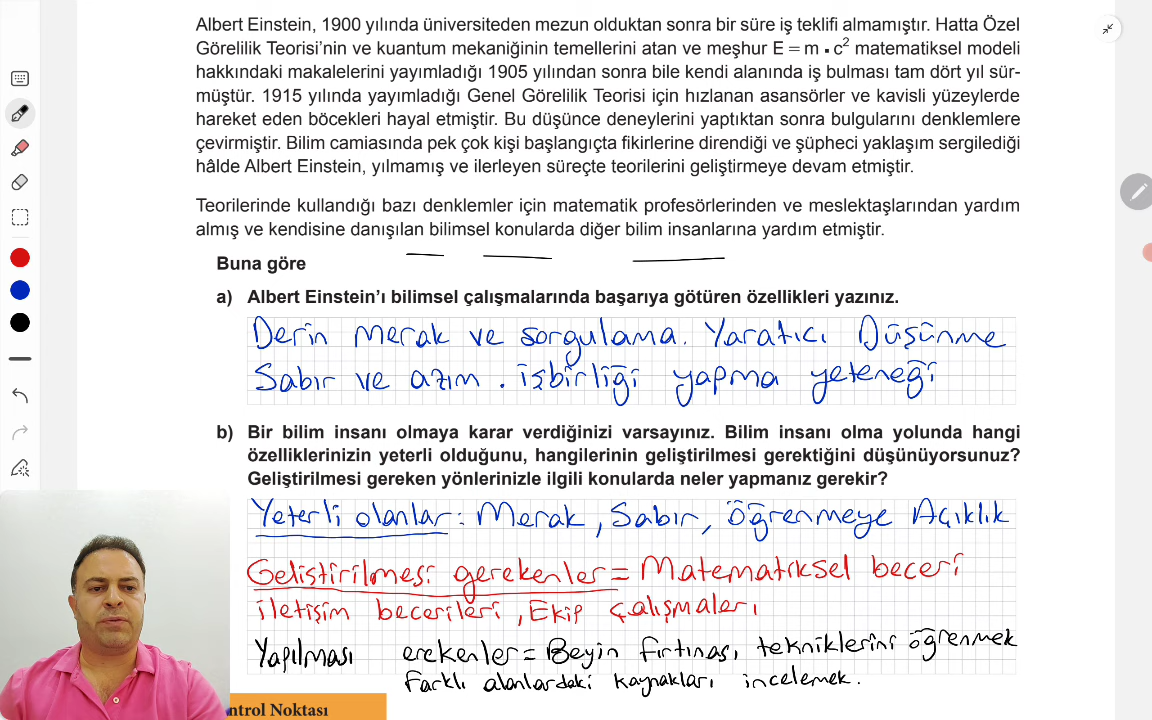 Albert Einstein, 1900 yılında üniversiteden mezun olduktan sonra bir süre iş teklifi almamıştır. Hatta Özel
Görelilik Teorisi'nin ve kuantum mekaniğinin temellerini atan ve meşhur E = m . c² matematiksel modeli
hakkındaki makalelerini yayımladığı 1905 yılından sonra bile kendi alanında iş bulması tam dört yıl sür-
müştür. 1915 yılında yayımladığı Genel Görelilik Teorisi için hızlanan asansörler ve kavisli yüzeylerde
hareket eden böcekleri hayal etmiştir. Bu düşünce deneylerini yaptıktan sonra bulgularını denklemlere
çevirmiştir. Bilim camiasında pek çok kişi başlangıçta fikirlerine direndiği ve şüpheci yaklaşım sergilediği
hâlde Albert Einstein, yılmamış ve ilerleyen süreçte teorilerini geliştirmeye devam etmiştir.
Teorilerinde kullandığı bazı denklemler için matematik profesörlerinden ve meslektaşlarından yardım
almış ve kendisine danışılan bilimsel konularda diğer bilim insanlarına yardım etmiştir.
Buna göre
a) Albert Einstein'ı bilimsel çalışmalarında başarıya götüren özellikleri yazınız.
Derin Merak ve sorgulama. Yaratıcı Düşünme
Sabır ve azim . işbirliği yapma yeteneği
b) Bir bilim insanı olmaya karar verdiğinizi varsayınız. Bilim insanı olma yolunda hangi
özelliklerinizin yeterli olduğunu, hangilerinin geliştirilmesi gerektiğini düşünüyorsunuz?
Geliştirilmesi gereken yönlerinizle ilgili konularda neler yapmanız gerekir?
Yeterli olanlar: Merak, Sabır, öğrenmeye Açıklık
Geliştirilmesi gerekenler= Matematiksel beceri
iletişim becerileri, Ekip çalışmaları
Yapılması erekenler= Beyin fırtınası tekniklerini öğrenmek
farklı alanlardaki kaynakları incelemek.
ntrol Noktası